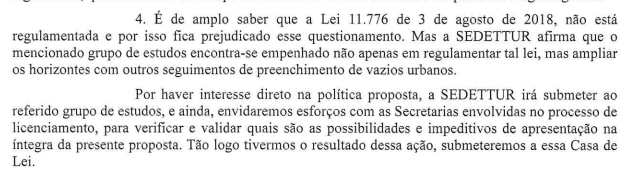 4. É de amplo saber que a Lei 11.776 de 3 de agosto de 2018, não está
regulamentada e por isso fica prejudicado esse questionamento. Mas a SEDETTUR afirma que o
mencionado grupo de estudos encontra-se empenhado não apenas em regulamentar tal lei, mas ampliar
os horizontes com outros seguimentos de preenchimento de vazios urbanos.
Por haver interesse direto na política proposta, a SEDETTUR irá submeter ao
referido grupo de estudos, e ainda, envidaremos esforços com as Secretarias envolvidas no processo de
licenciamento, para verificar e validar quais são as possibilidades e impeditivos de apresentação na
íntegra da presente proposta. Tão logo tivermos o resultado dessa ação, submeteremos a essa Casa de
Lei.